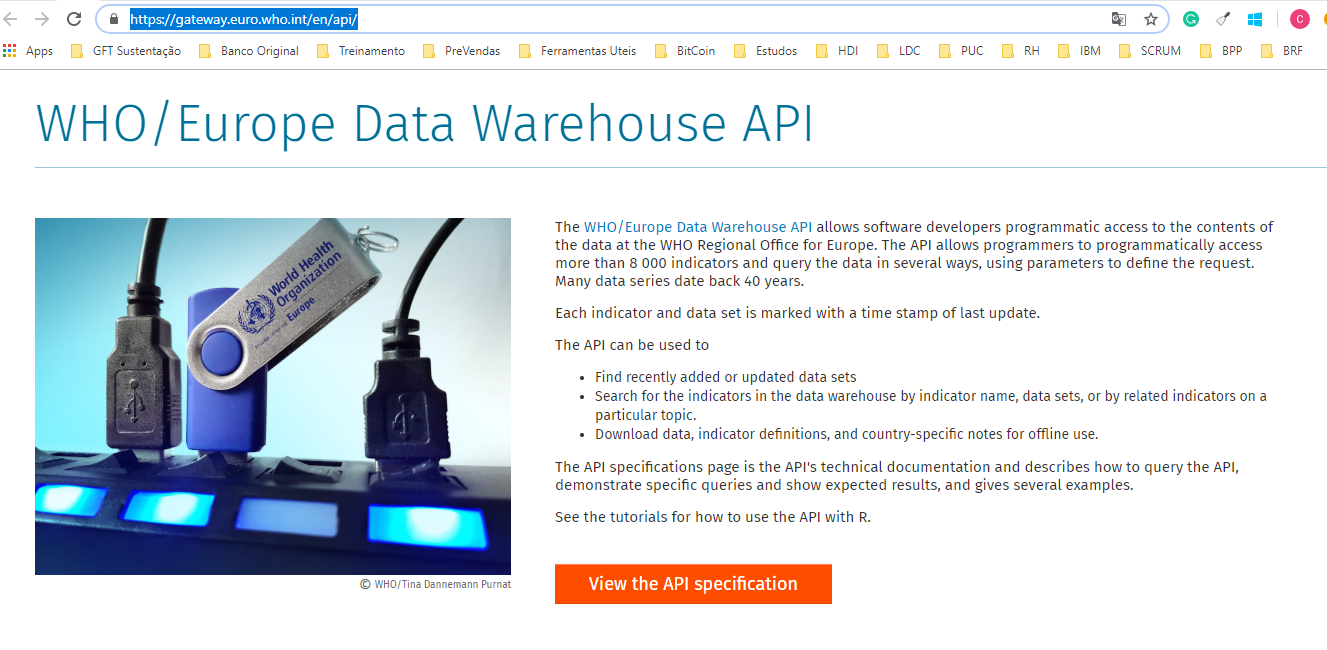 https://gateway.euro.who.int/en/api/
C
Apps GFT Sustentação Banco Original Treinamento PreVendas Ferramentas Uteis BitCoin Estudos HDI LDC PUC RH IBM SCRUM BPP BRF
WHO/Europe Data Warehouse API
World Health
Organization
Europe
© WHO/Tina Dannemann Purnat
The WHO/Europe Data Warehouse API allows software developers programmatic access to the contents of
the data at the WHO Regional Office for Europe. The API allows programmers to programmatically access
more than 8 000 indicators and query the data in several ways, using parameters to define the request.
Many data series date back 40 years.
Each indicator and data set is marked with a time stamp of last update.
The API can be used to
• Find recently added or updated data sets
• Search for the indicators in the data warehouse by indicator name, data sets, or by related indicators on a
particular topic.
• Download data, indicator definitions, and country-specific notes for offline use.
The API specifications page is the API's technical documentation and describes how to query the API,
demonstrate specific queries and show expected results, and gives several examples.
See the tutorials for how to use the API with R.
View the API specification